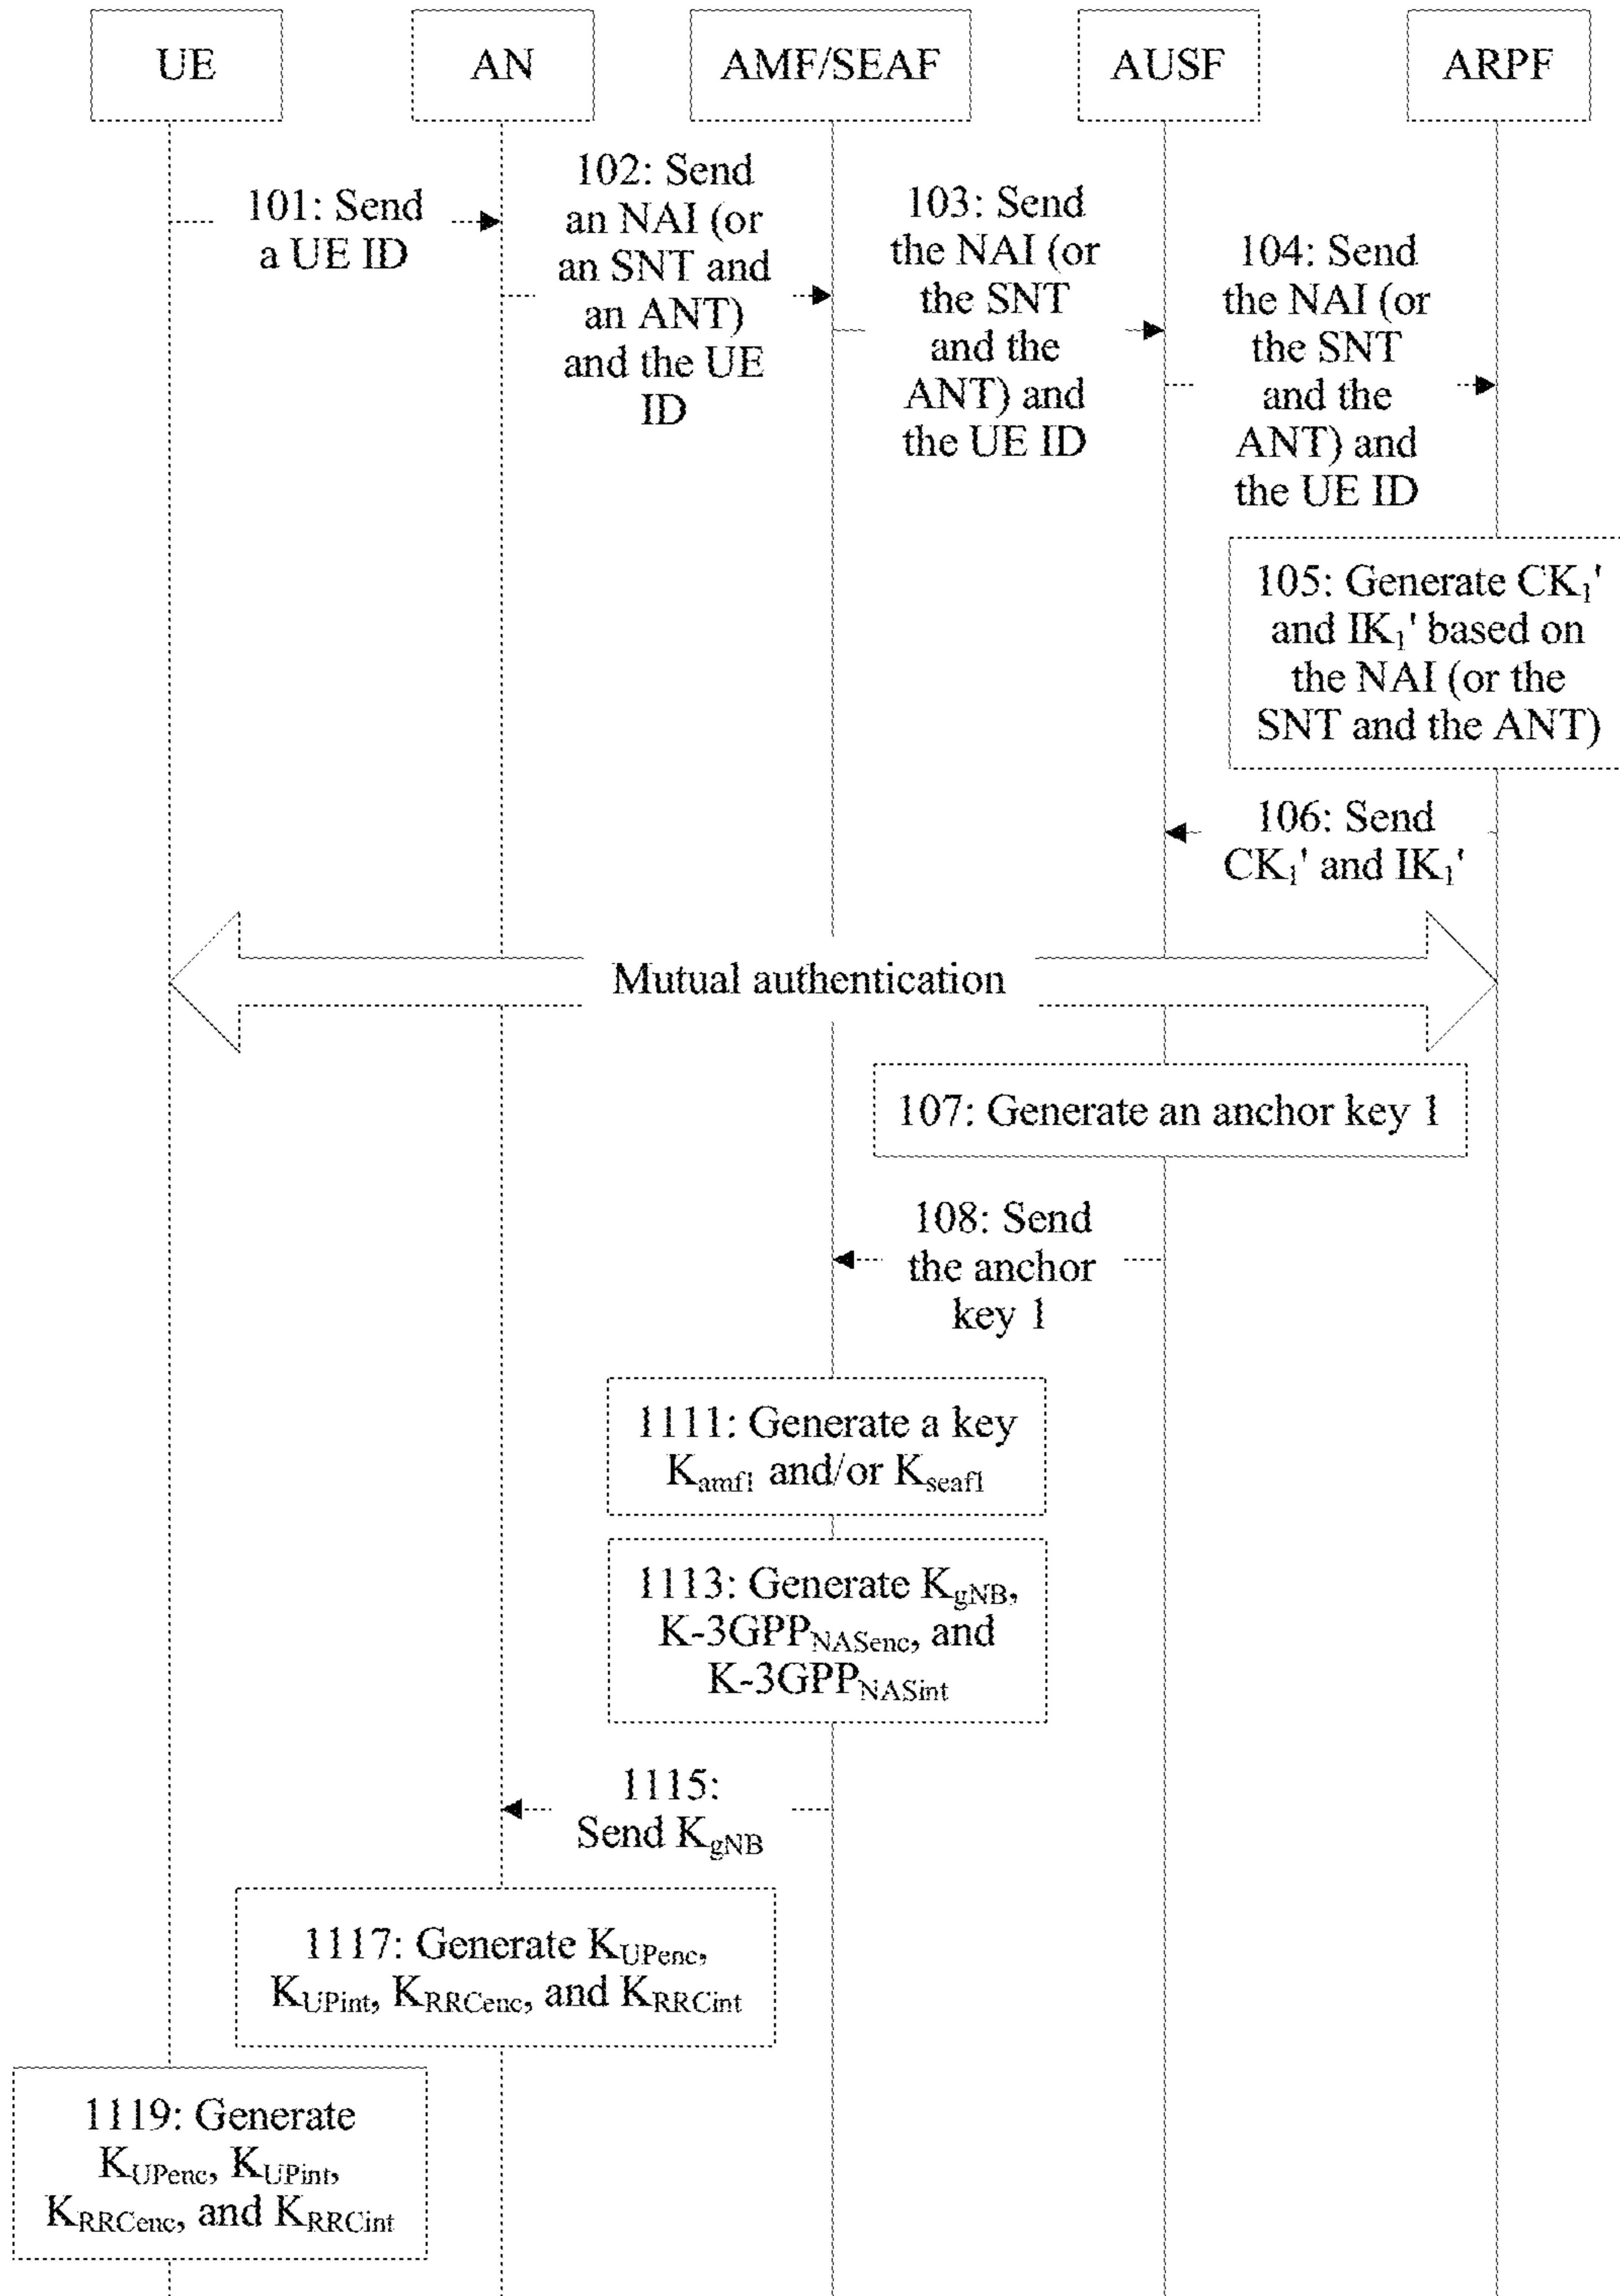 UE
AN
AMF/SEAF
AUSF
ARPF
101: Send
a UE ID
102: Send
an NAI (or
an SNT and
an ANT)
and the UE
ID
103: Send
the NAI (or
the SNT
and the
ANT) and
the UE ID
104: Send
the NAI (or
the SNT
and the
ANT) and
the UE ID
105: Generate CK₁'
and IK₁' based on
the NAI (or the
SNT and the ANT)
106: Send
CK₁' and IK₁'
Mutual authentication
107: Generate an anchor key 1
108: Send
the anchor
key 1
1111: Generate a key
Kamf1 and/or Kseaf1
1113: Generate KgNB,
K-3GPPNASenc, and
K-3GPPNASint
1115:
Send KgNB
1117: Generate KUPenc,
KUPint, KRRCenc, and KRRCint
1119: Generate
KUPenc, KUPint,
KRRCenc, and KRRCint